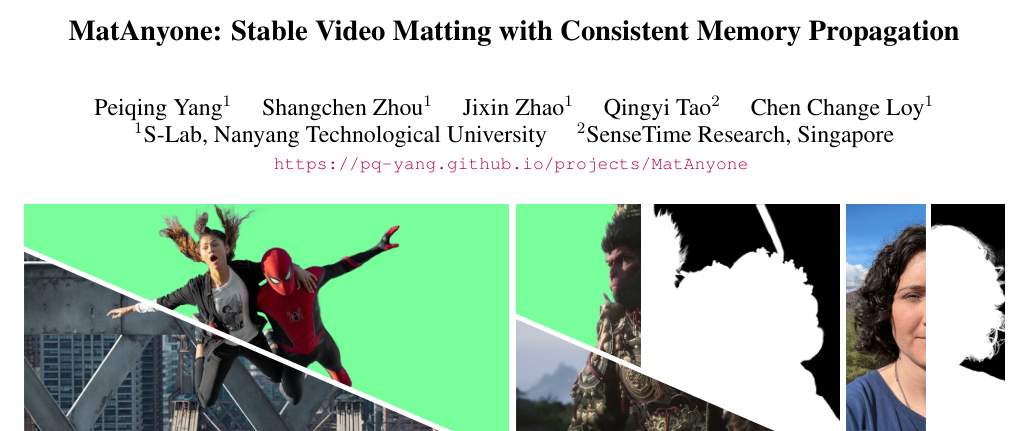 MatAnyone: Stable Video Matting with Consistent Memory Propagation
Peiqing Yang¹ Shangchen Zhou¹ Jixin Zhao¹ Qingyi Tao² Chen Change Loy¹
¹S-Lab, Nanyang Technological University ²SenseTime Research, Singapore
https://pq-yang.github.io/projects/MatAnyone